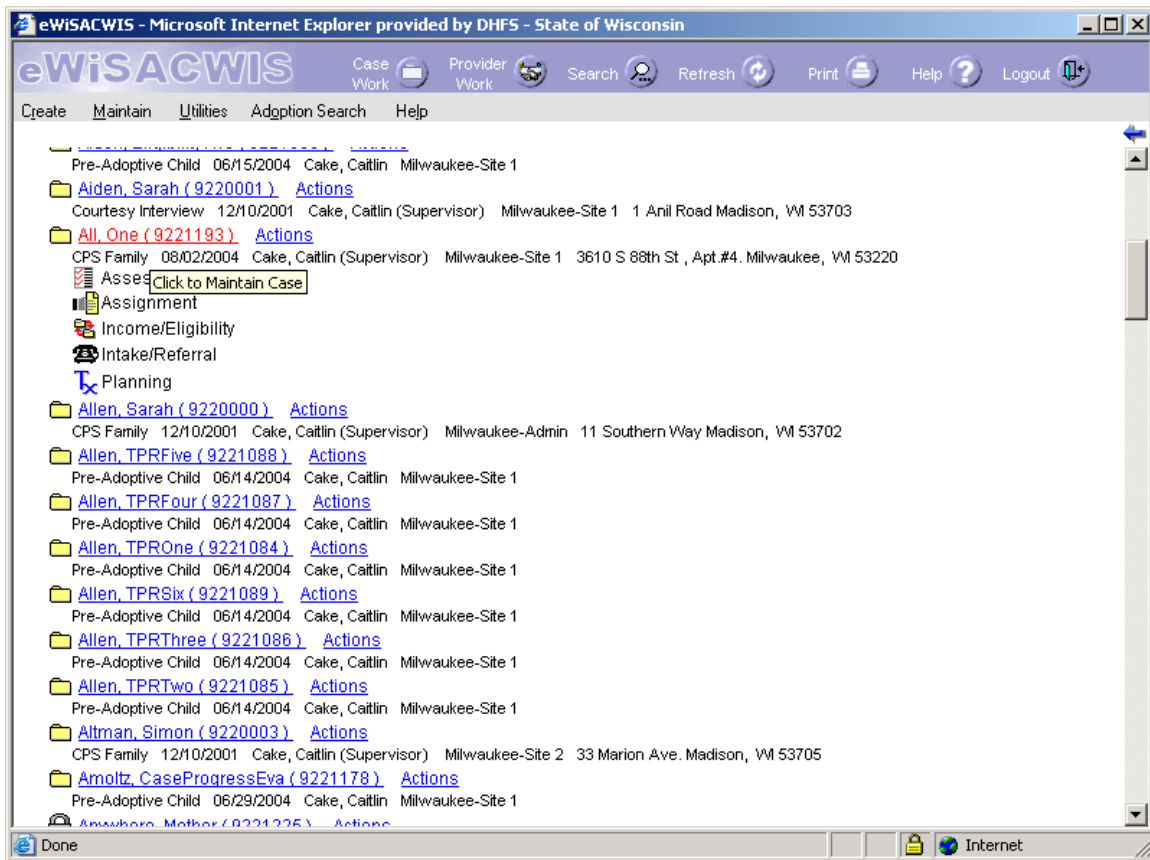 eWiSACWIS - Microsoft Internet Explorer provided by DHFS - State of Wisconsin
eWiSACWIS Case Work Provider Work Search Refresh Print Help Logout
Create Maintain Utilities Adoption Search Help
Pre-Adoptive Child 06/15/2004 Cake, Caitlin Milwaukee-Site 1
Aiden, Sarah ( 9220001 ) Actions
Courtesy Interview 12/10/2001 Cake, Caitlin (Supervisor) Milwaukee-Site 1 1 Anil Road Madison, WI 53703
All, One ( 9221193 ) Actions
CPS Family 08/02/2004 Cake, Caitlin (Supervisor) Milwaukee-Site 1 3610 S 88th St , Apt.#4. Milwaukee, WI 53220
Click to Maintain Case
Assignment
Income/Eligibility
Intake/Referral
Planning
Allen, Sarah ( 9220000 ) Actions
CPS Family 12/10/2001 Cake, Caitlin (Supervisor) Milwaukee-Admin 11 Southern Way Madison, WI 53702
Allen, TPRFive ( 9221088 ) Actions
Pre-Adoptive Child 06/14/2004 Cake, Caitlin Milwaukee-Site 1
Allen, TPRFour ( 9221087 ) Actions
Pre-Adoptive Child 06/14/2004 Cake, Caitlin Milwaukee-Site 1
Allen, TPROne ( 9221084 ) Actions
Pre-Adoptive Child 06/14/2004 Cake, Caitlin Milwaukee-Site 1
Allen, TPRSix ( 9221089 ) Actions
Pre-Adoptive Child 06/14/2004 Cake, Caitlin Milwaukee-Site 1
Allen, TPRThree ( 9221086 ) Actions
Pre-Adoptive Child 06/14/2004 Cake, Caitlin Milwaukee-Site 1
Allen, TPRTwo ( 9221085 ) Actions
Pre-Adoptive Child 06/14/2004 Cake, Caitlin Milwaukee-Site 1
Altman, Simon ( 9220003 ) Actions
CPS Family 12/10/2001 Cake, Caitlin (Supervisor) Milwaukee-Site 2 33 Marion Ave. Madison, WI 53705
Amoltz, CaseProgressEva ( 9221178 ) Actions
Pre-Adoptive Child 06/29/2004 Cake, Caitlin Milwaukee-Site 1
Anywhere, Mother ( 9221225 ) Actions
Done Internet